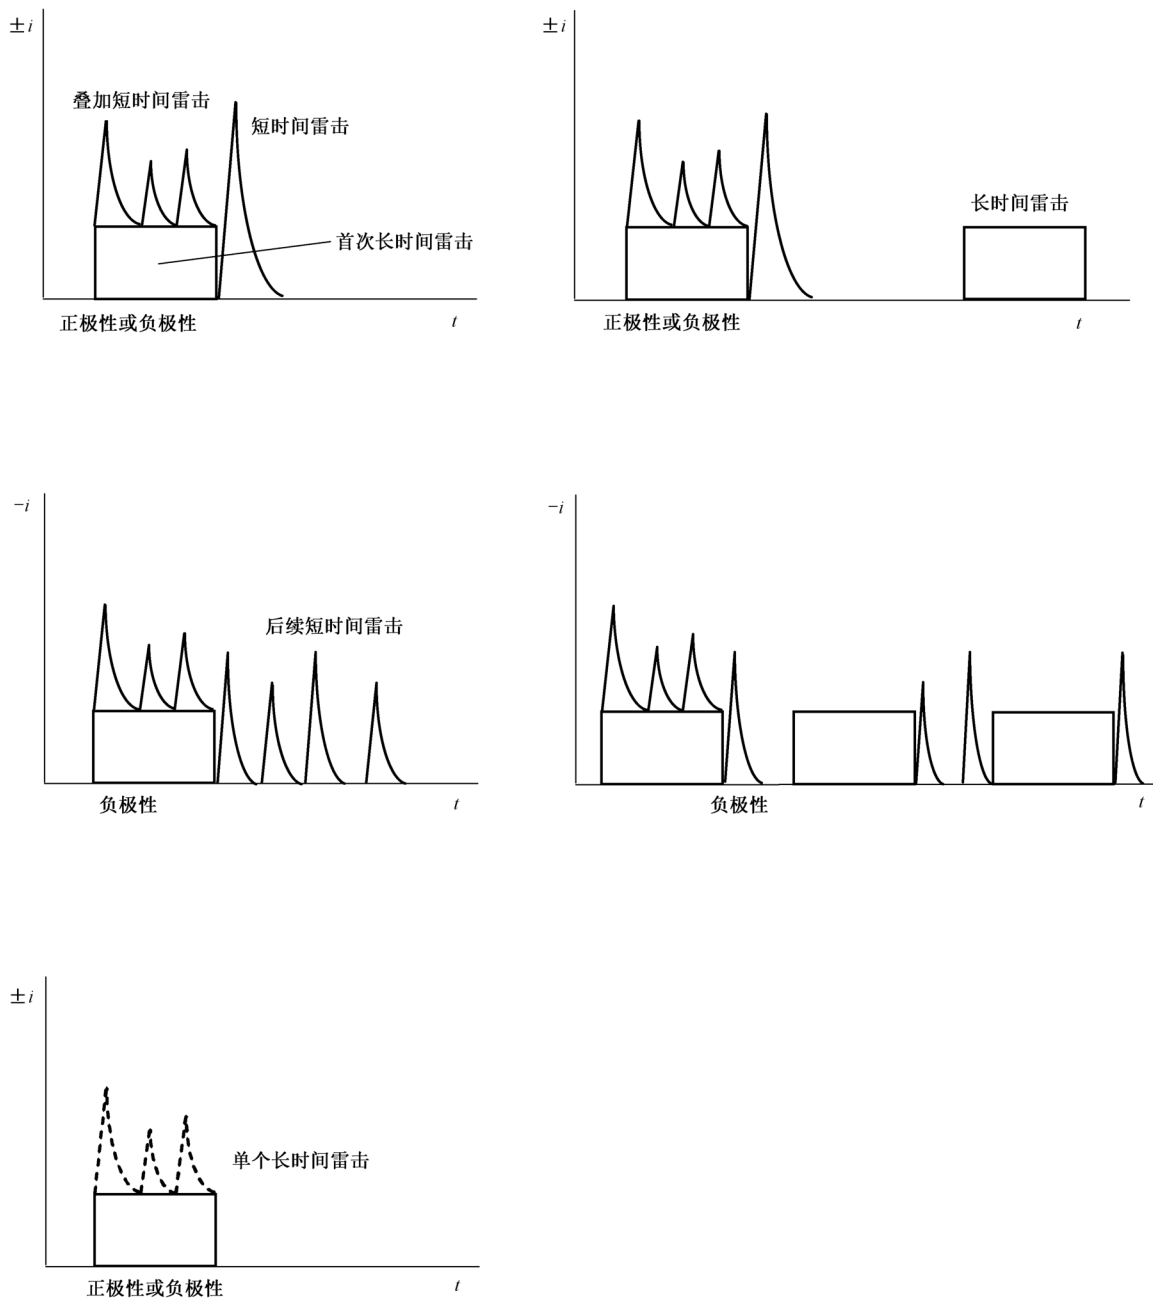 ±i
叠加短时间雷击
短时间雷击
首次长时间雷击
正极性或负极性
t
±i
长时间雷击
正极性或负极性
t
−i
后续短时间雷击
负极性
t
−i
负极性
t
±i
单个长时间雷击
正极性或负极性
t